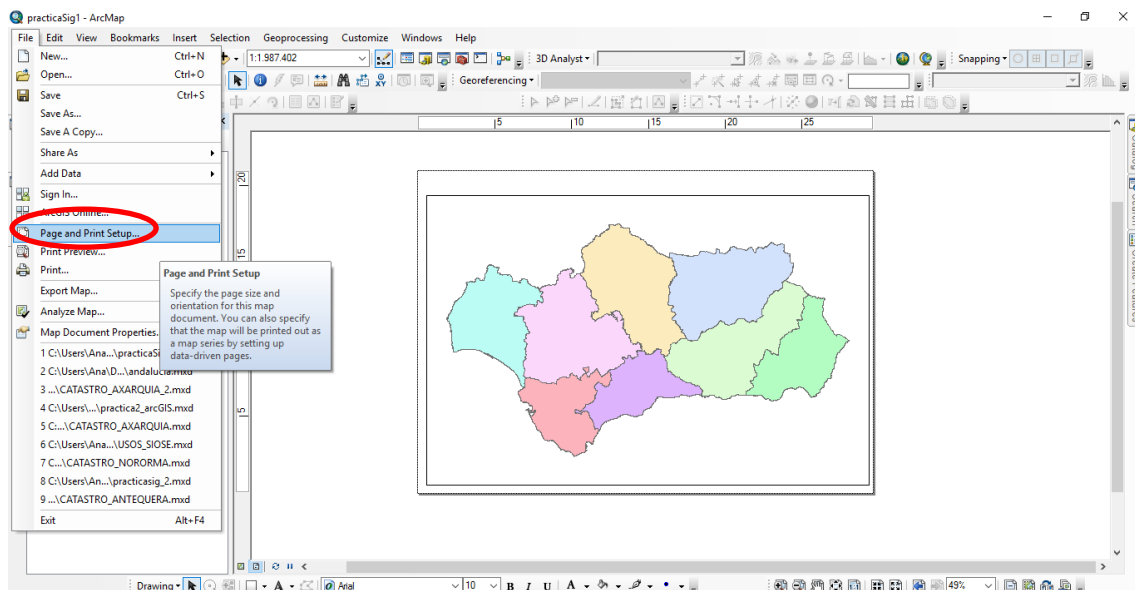 practicaSig1 - ArcMap
File Edit View Bookmarks Insert Selection Geoprocessing Customize Windows Help
1:1.987.402
3D Analyst
Snapping
Georeferencing
New... Ctrl+N
Open... Ctrl+O
Save Ctrl+S
Save As...
Save A Copy...
Share As
Add Data
Sign In...
ArcGIS Online...
Page and Print Setup...
Print Preview...
Print...
Export Map...
Analyze Map...
Map Document Properties.
1 C:\Users\Ana...\practicaSi
2 C:\Users\Ana\D...\andalucia
3 ...\CATASTRO_AXARQUIA_2.mxd
4 C:\Users\...\practica2_arcGIS.mxd
5 C:...\CATASTRO_AXARQUIA.mxd
6 C:\Users\Ana...\USOS_SIOSE.mxd
7 C...\CATASTRO_NORORMA.mxd
8 C:\Users\An...\practicasig_2.mxd
9 ...\CATASTRO_ANTEQUERA.mxd
Exit Alt+F4
Page and Print Setup
Specify the page size and
orientation for this map
document. You can also specify
that the map will be printed out as
a map series by setting up
data-driven pages.
5 10 15 20 25
20
15
5
Drawing Arial 10 B I U A 49%